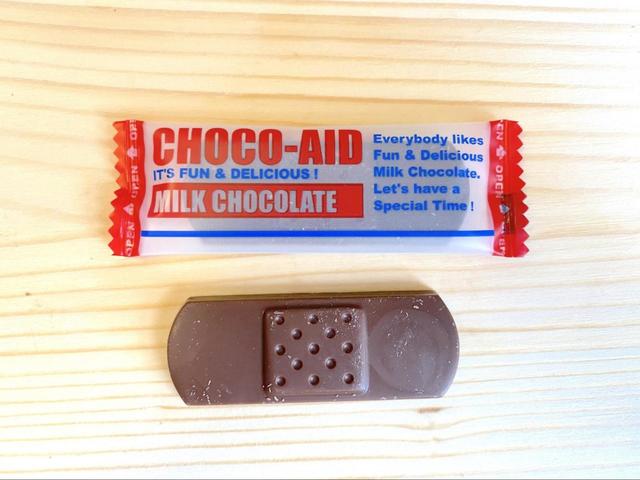 CHOCO-AID
IT'S FUN & DELICIOUS !
MILK CHOCOLATE
Everybody likes
Fun & Delicious
Milk Chocolate.
Let's have a
Special Time !
OPEN
OPEN